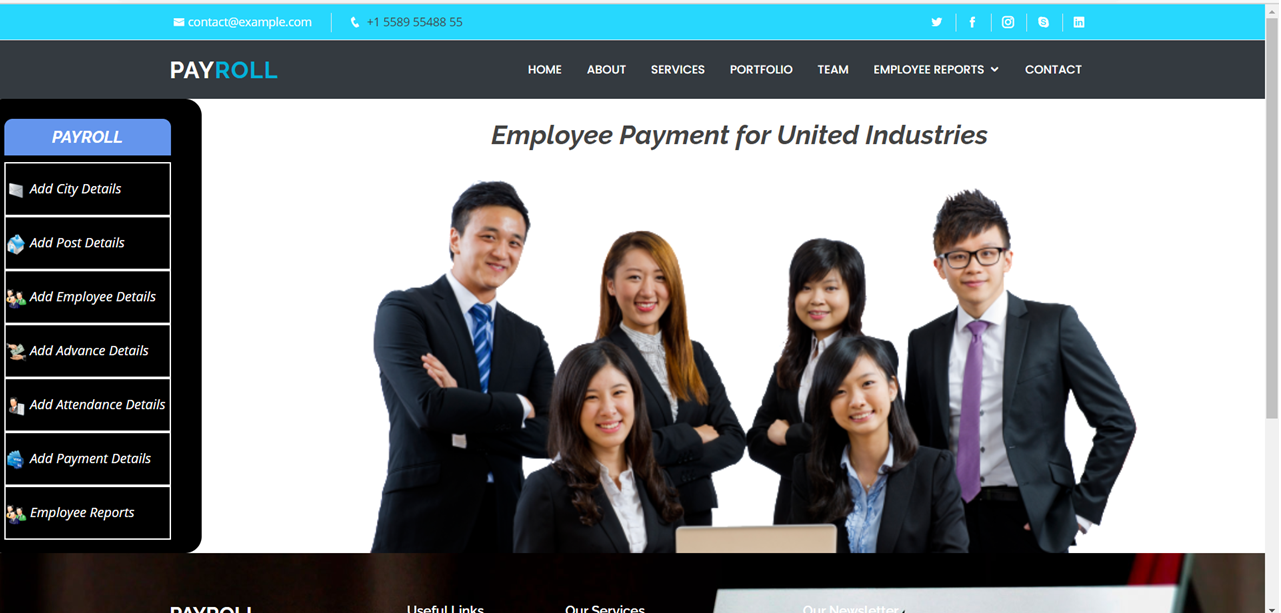 contact@example.com
+1 5589 55488 55
PAYROLL
HOME
ABOUT
SERVICES
PORTFOLIO
TEAM
EMPLOYEE REPORTS
CONTACT
PAYROLL
Add City Details
Add Post Details
Add Employee Details
Add Advance Details
Add Attendance Details
Add Payment Details
Employee Reports
Employee Payment for United Industries
PAYROLL
Useful Links
Our Services
Our Newsletter